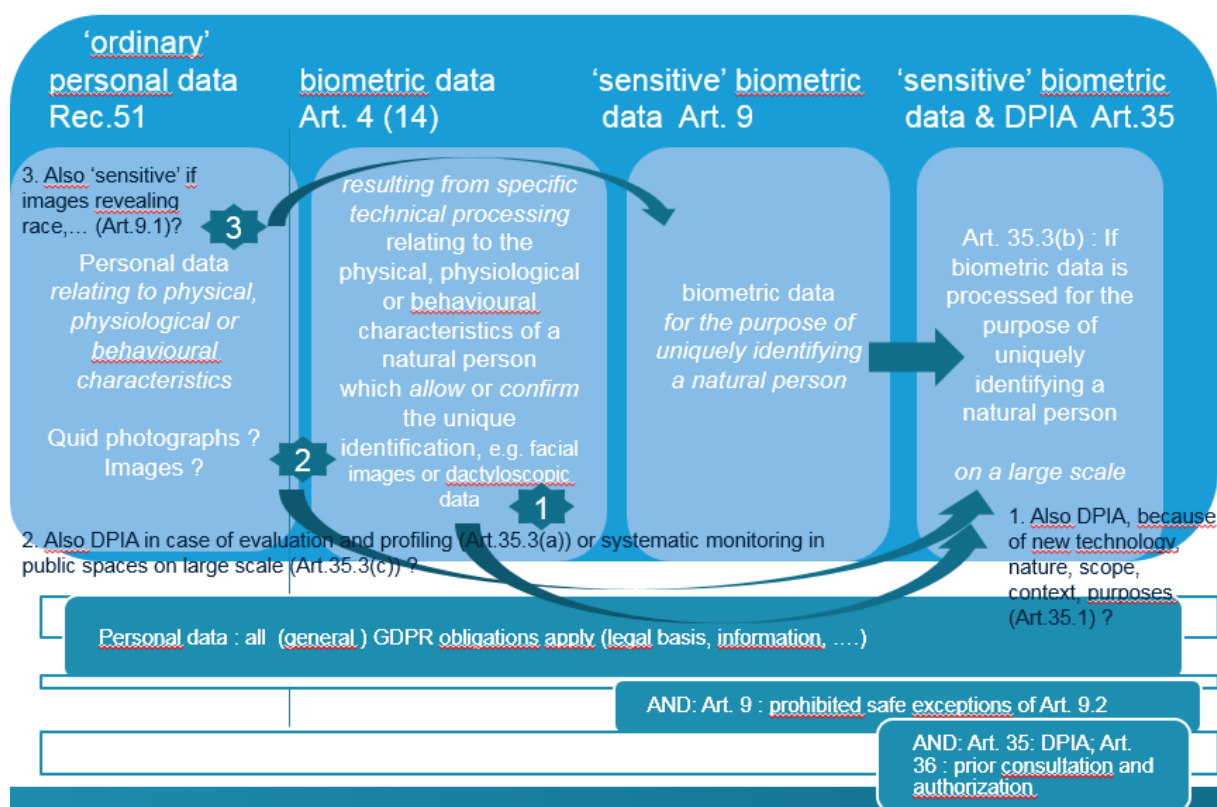 ‘ordinary’
personal data
Rec.51
biometric data
Art. 4 (14)
‘sensitive’ biometric
data Art. 9
‘sensitive’ biometric
data & DPIA Art.35
3. Also ‘sensitive’ if
images revealing
race,... (Art.9.1)?
3
Personal data
relating to physical,
physiological or
behavioural
characteristics
Quid photographs ?
Images ?
2
resulting from specific
technical processing
relating to the
physical, physiological
or behavioural
characteristics of a
natural person
which allow or confirm
the unique
identification, e.g. facial
images or dactyloscopic
data
1
biometric data
for the purpose of
uniquely identifying
a natural person
Art. 35.3(b) : If
biometric data is
processed for the
purpose of
uniquely
identifying a
natural person
on a large scale
1. Also DPIA, because
of new technology,
nature, scope,
context, purposes
(Art.35.1) ?
2. Also DPIA in case of evaluation and profiling (Art.35.3(a)) or systematic monitoring in
public spaces on large scale (Art.35.3(c)) ?
Personal data : all (general ) GDPR obligations apply (legal basis, information, ....)
AND: Art. 9 : prohibited safe exceptions of Art. 9.2
AND: Art. 35: DPIA; Art.
36 : prior consultation and
authorization